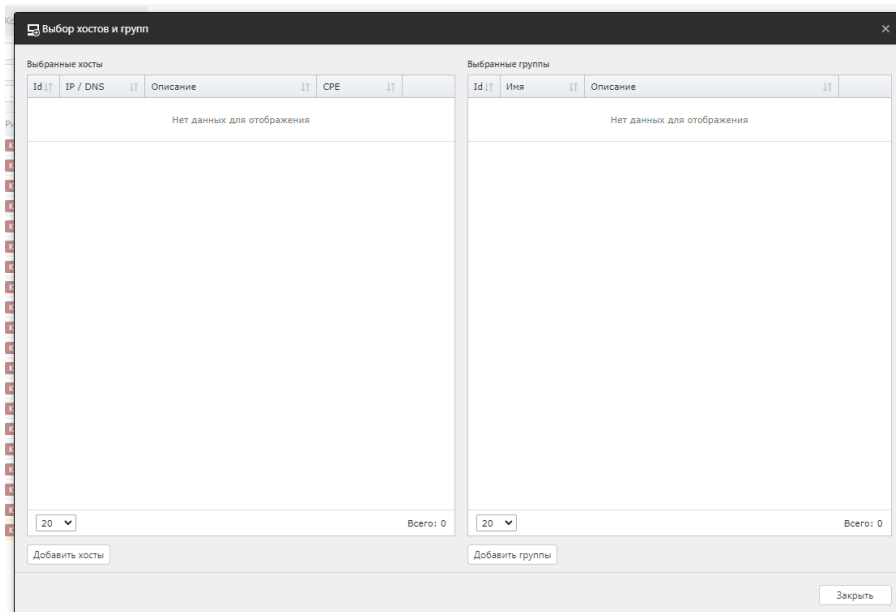 Выбор хостов и групп
Выбранные хосты
Id IP / DNS Описание CPE
Нет данных для отображения
20 Всего: 0
Добавить хосты
Выбранные группы
Id Имя Описание
Нет данных для отображения
20 Всего: 0
Добавить группы
Закрыть